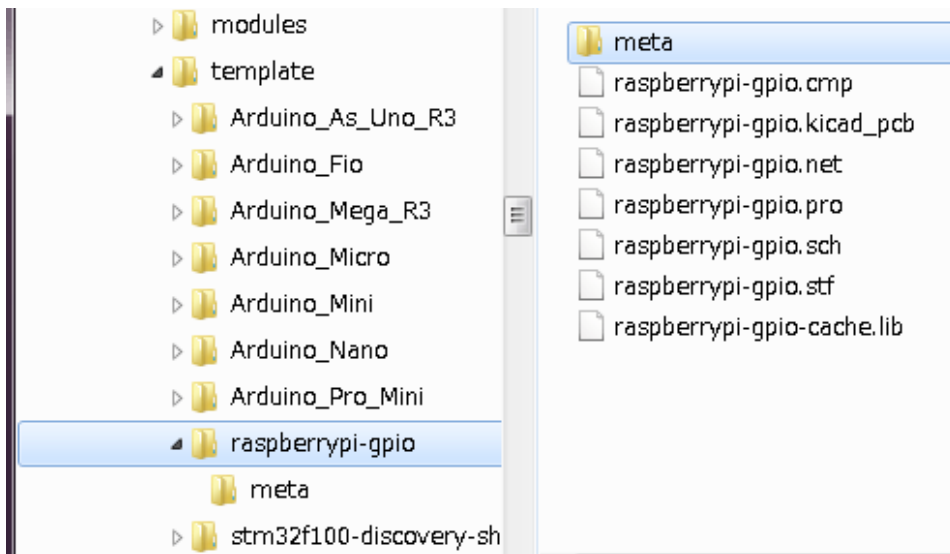 modules
template
Arduino_As_Uno_R3
Arduino_Fio
Arduino_Mega_R3
Arduino_Micro
Arduino_Mini
Arduino_Nano
Arduino_Pro_Mini
raspberrypi-gpio
meta
stm32f100-discovery-sh
meta
raspberrypi-gpio.cmp
raspberrypi-gpio.kicad_pcb
raspberrypi-gpio.net
raspberrypi-gpio.pro
raspberrypi-gpio.sch
raspberrypi-gpio.stf
raspberrypi-gpio-cache.lib